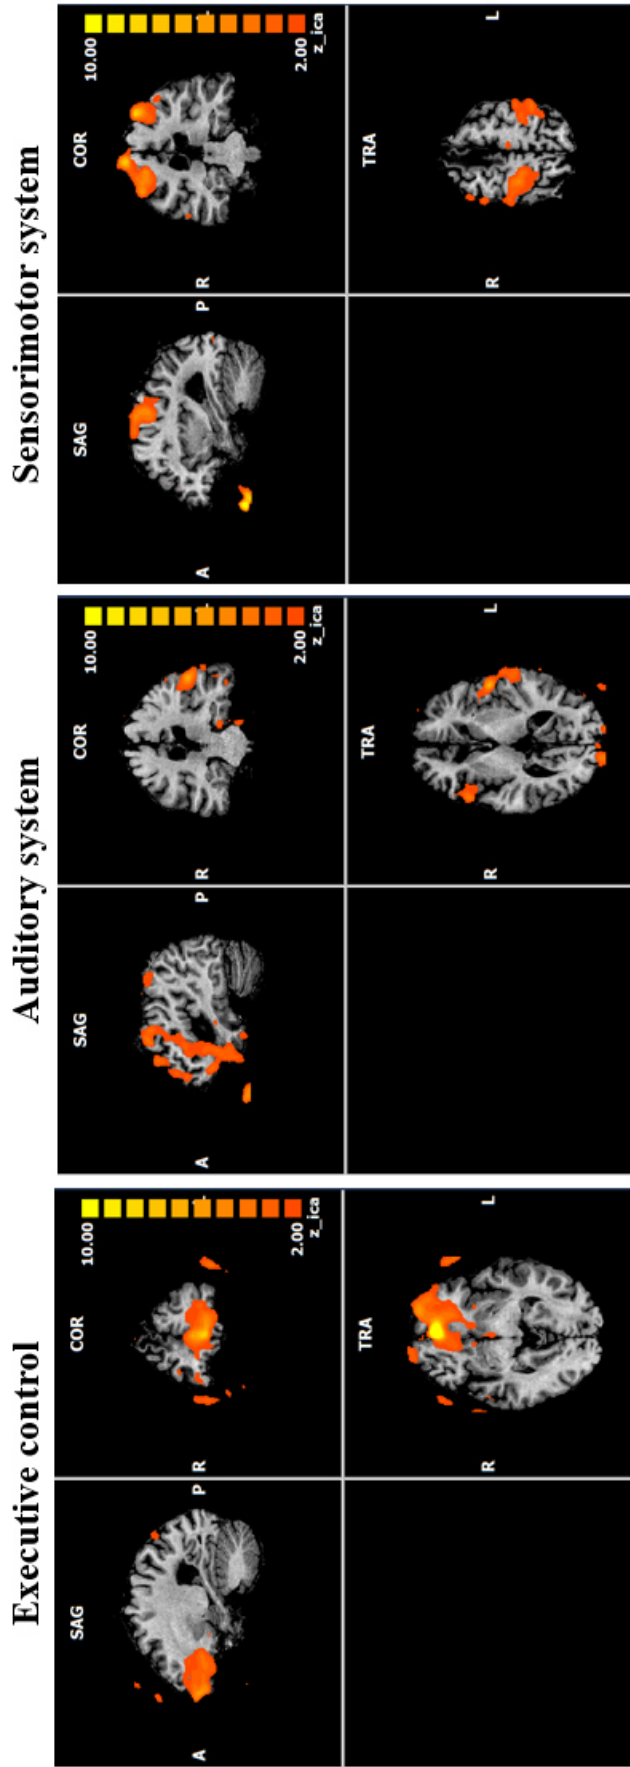 Executive control
SAG
A
P
COR
R
10.00
2.00
z_ica
TRA
R
L
Auditory system
SAG
A
P
COR
R
10.00
2.00
z_ica
TRA
R
L
Sensorimotor system
SAG
A
P
COR
R
10.00
2.00
z_ica
TRA
R
L